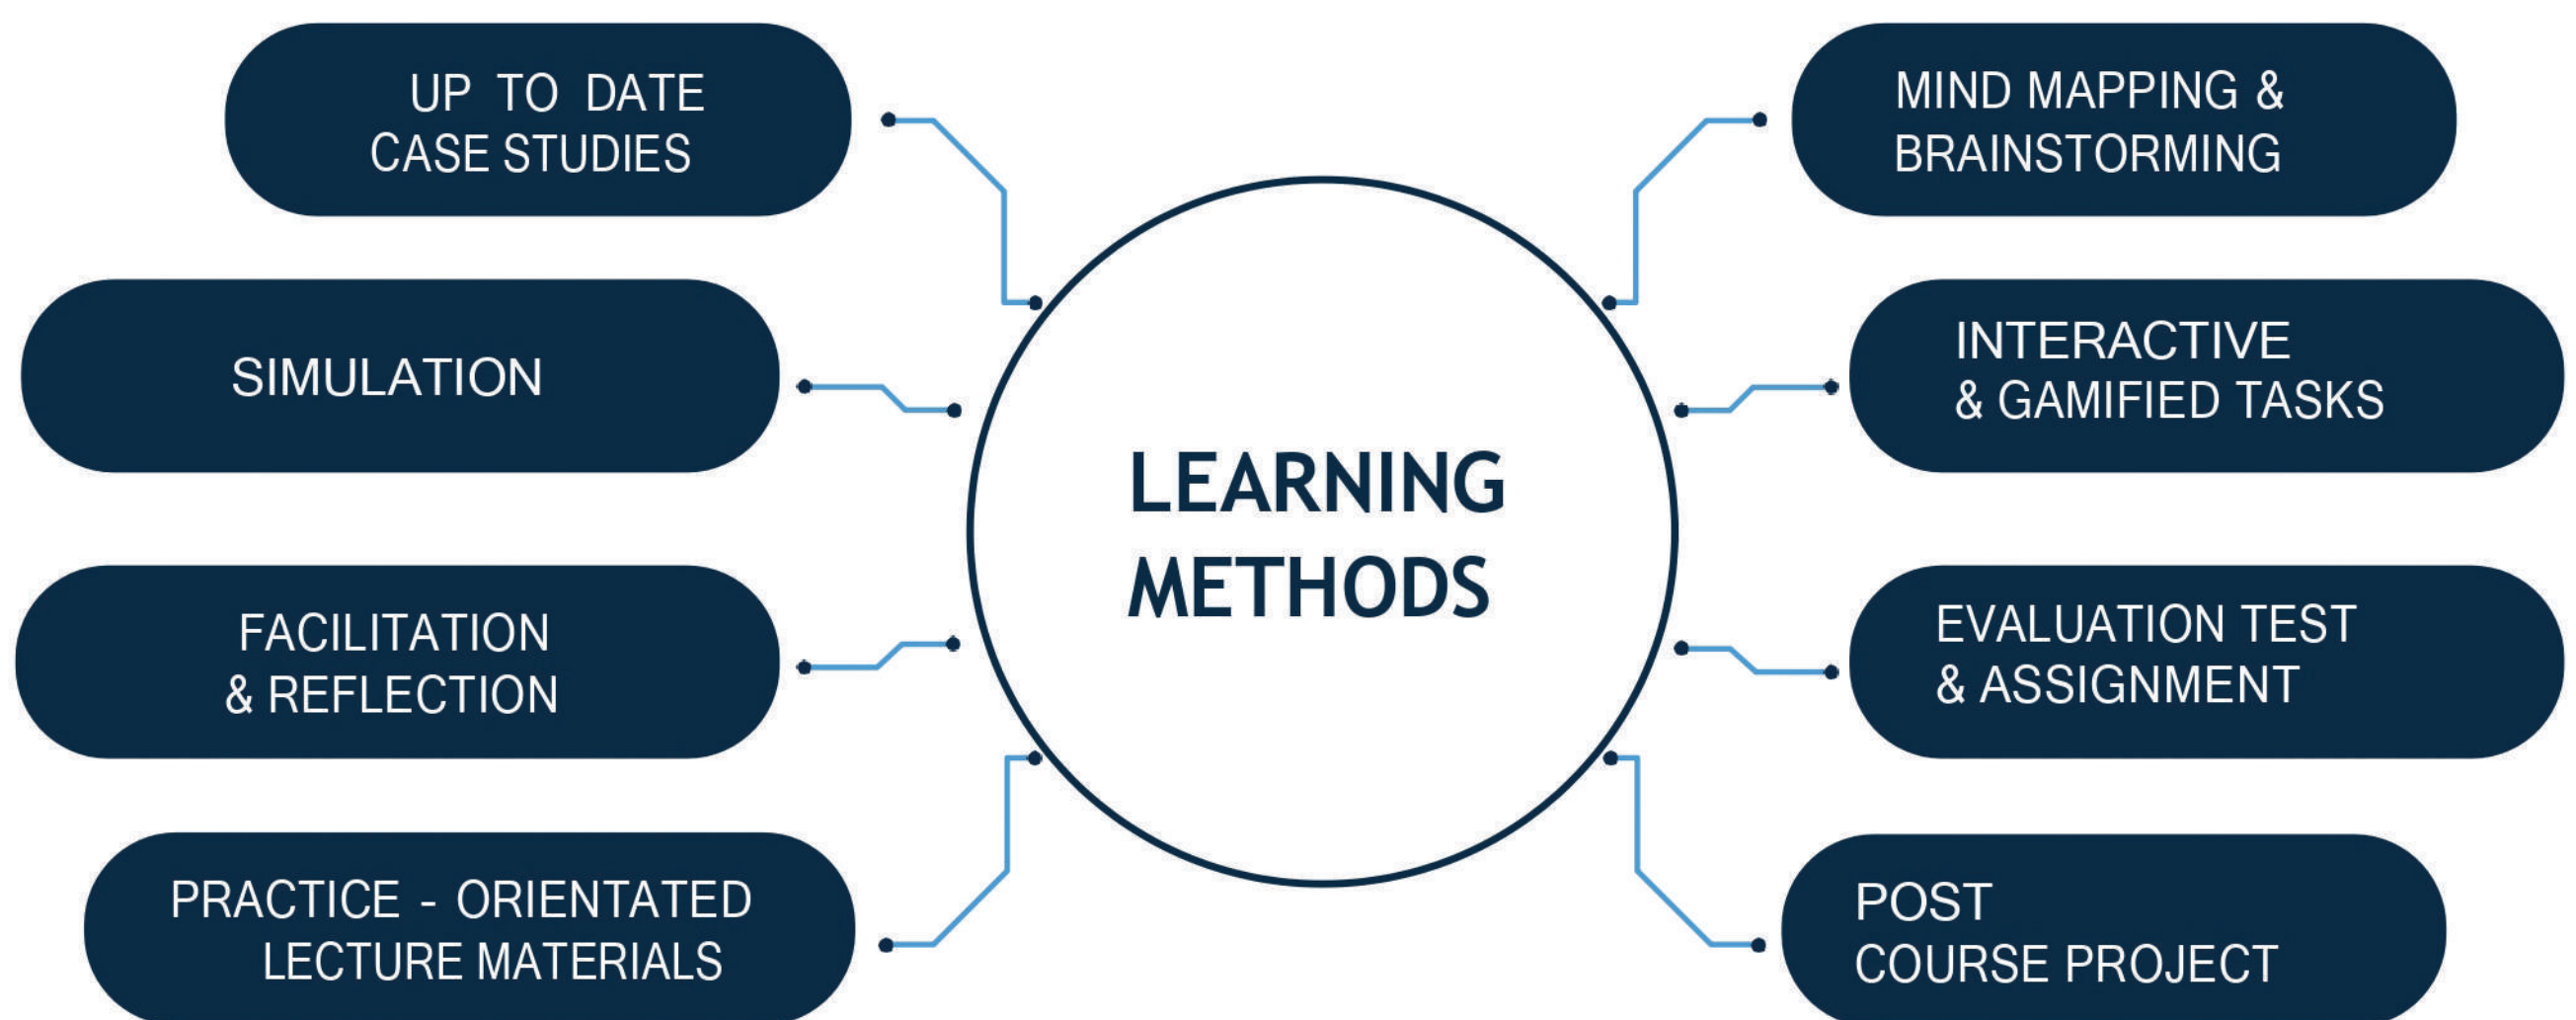 UP TO DATE
CASE STUDIES
SIMULATION
FACILITATION
& REFLECTION
PRACTICE - ORIENTATED
LECTURE MATERIALS
LEARNING
METHODS
MIND MAPPING &
BRAINSTORMING
INTERACTIVE
& GAMIFIED TASKS
EVALUATION TEST
& ASSIGNMENT
POST
COURSE PROJECT